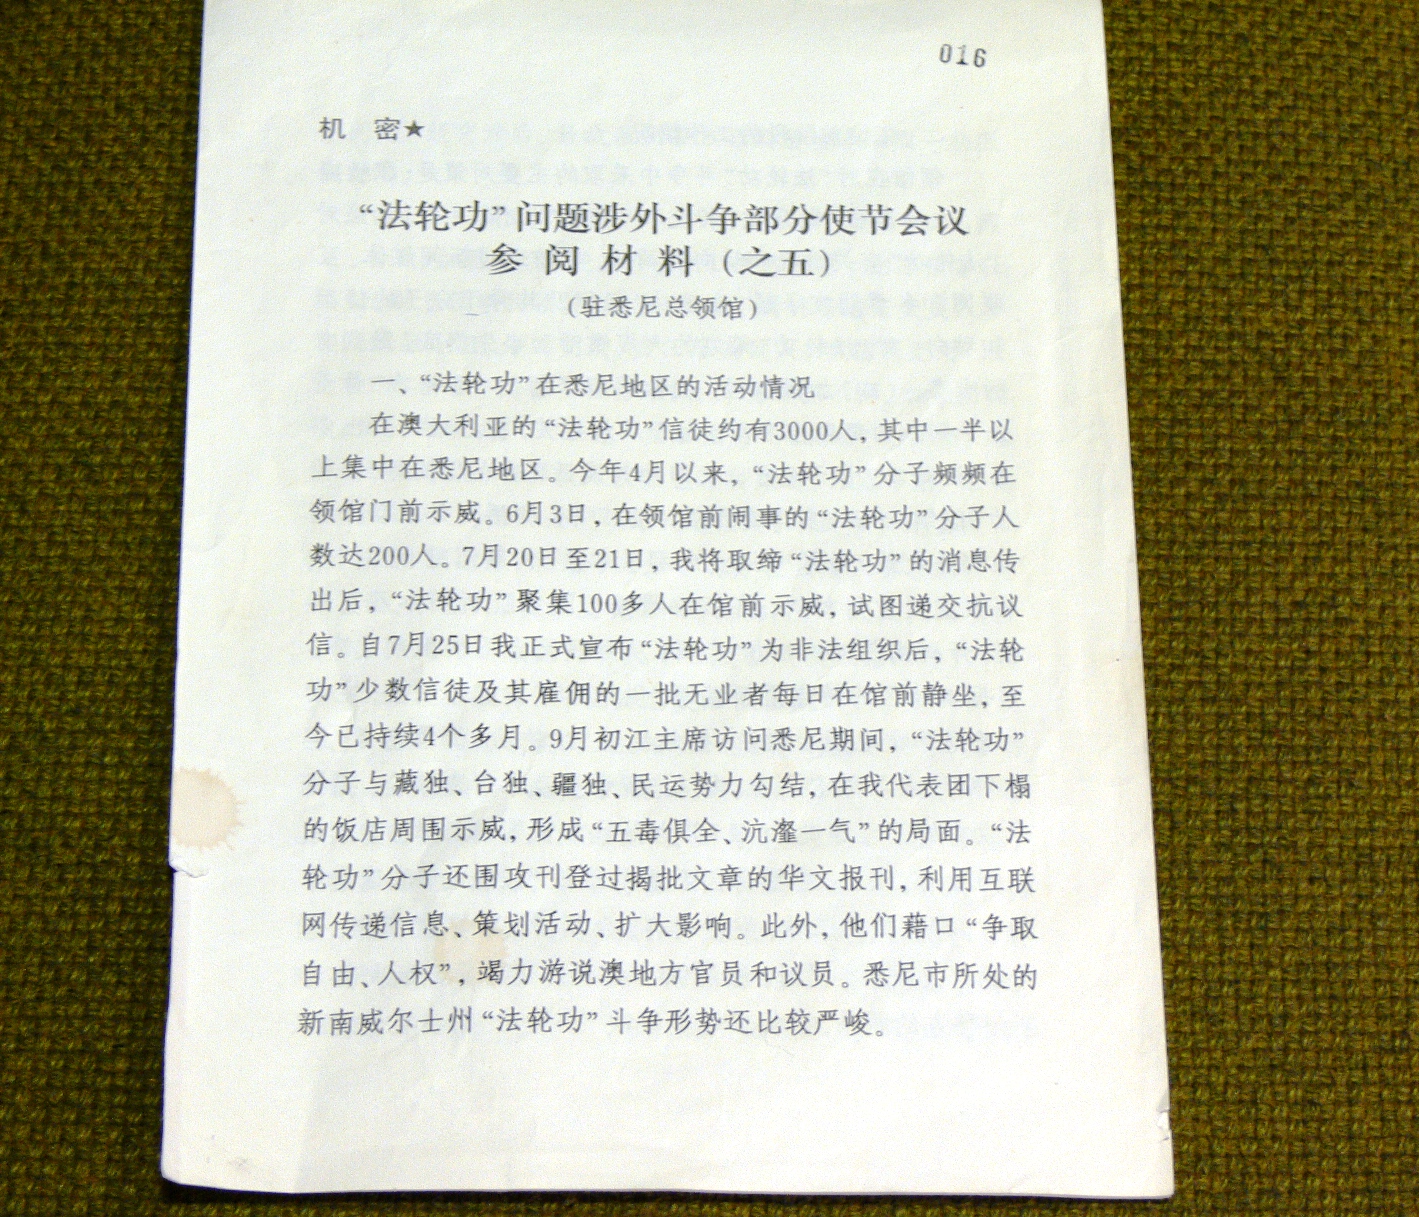 016
机 密★
“法轮功”问题涉外斗争部分使节会议
参 阅 材 料（之五）
（驻悉尼总领馆）
一、“法轮功”在悉尼地区的活动情况
在澳大利亚的“法轮功”信徒约有3000人，其中一半以
上集中在悉尼地区。今年4月以来，“法轮功”分子频频在
领馆门前示威。6月3日，在领馆前闹事的“法轮功”分子人
数达200人。7月20日至21日，我将取缔“法轮功”的消息传
出后，“法轮功”聚集100多人在馆前示威，试图递交抗议
信。自7月25日我正式宣布“法轮功”为非法组织后，“法轮
功”少数信徒及其雇佣的一批无业者每日在馆前静坐，至
今已持续4个多月。9月初江主席访问悉尼期间，“法轮功”
分子与藏独、台独、疆独、民运势力勾结，在我代表团下榻
的饭店周围示威，形成“五毒俱全、沆瀣一气”的局面。“法
轮功”分子还围攻刊登过揭批文章的华文报刊，利用互联
网传递信息、策划活动、扩大影响。此外，他们藉口“争取
自由、人权”，竭力游说澳地方官员和议员。悉尼市所处的
新南威尔士州“法轮功”斗争形势还比较严峻。